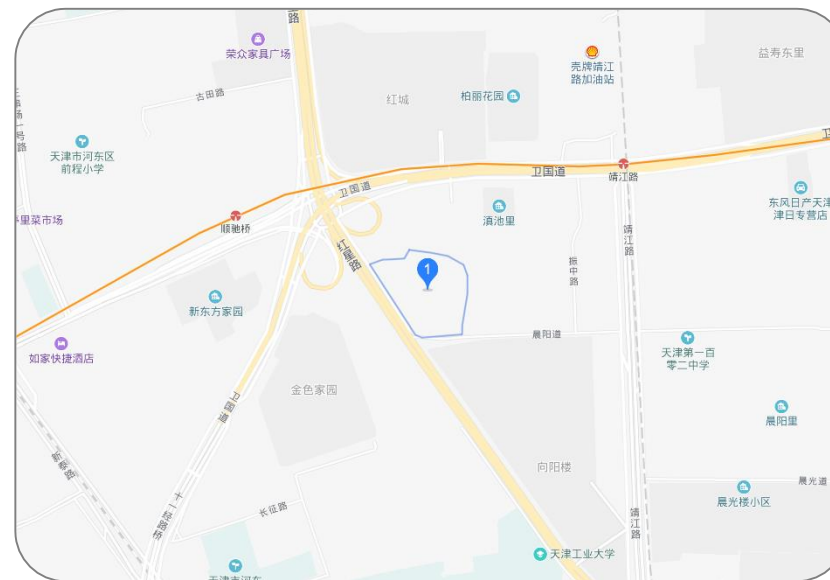 路
荣众家具广场
古田路
红城
柏丽花园
壳牌靖江
路加油站
益寿东里
天津市河东区
前程小学
卫国道
卫国道
靖江路
东风日产天津
津日专营店
里菜市场
顺驰桥
滇池里
红星路
1
靖江路
振中路
新东方家园
晨阳道
天津第一百
零二中学
如家快捷酒店
金色家园
卫国道
晨阳里
新泰路
向阳楼
晨光道
晨光楼小区
十一经路桥
长征路
靖江路
天津工业大学
天津市河东